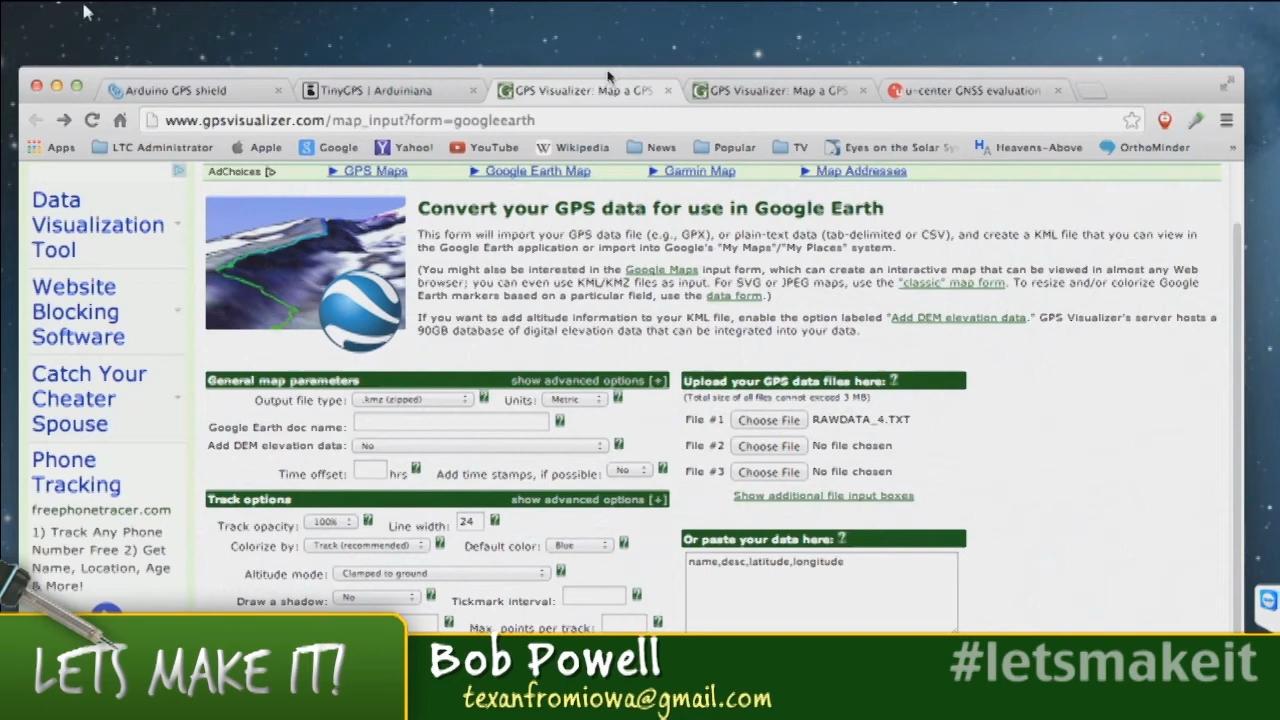 Arduino GPS shield
TinyGPS | Arduiniana
GPS Visualizer: Map a GPS
GPS Visualizer: Map a GPS
u-center GNSS evaluation
www.gpsvisualizer.com/map_input?form=googleearth
Apps LTC Administrator Apple Google Yahoo! YouTube Wikipedia News Popular TV Eyes on the Solar Sy Heavens-Above OrthoMinder »
AdChoices GPS Maps Google Earth Map Garmin Map Map Addresses
Data
Visualization
Tool
Website
Blocking
Software
Catch Your
Cheater
Spouse
Phone
Tracking
freephonetracer.com
1) Track Any Phone
Number Free 2) Get
Name, Location, Age
& More!
Convert your GPS data for use in Google Earth
This form will import your GPS data file (e.g., GPX), or plain-text data (tab-delimited or CSV), and create a KML file that you can view in
the Google Earth application or import into Google's "My Maps"/"My Places" system.
(You might also be interested in the Google Maps input form, which can create an interactive map that can be viewed in almost any Web
browser; you can even use KML/KMZ files as input. For SVG or JPEG maps, use the "classic" map form. To resize and/or colorize Google
Earth markers based on a particular field, use the data form.)
If you want to add altitude information to your KML file, enable the option labeled "Add DEM elevation data." GPS Visualizer's server hosts a
90GB database of digital elevation data that can be integrated into your data.
General map parameters show advanced options [+]
Output file type: .kmz (zipped) ? Units: Metric ?
Google Earth doc name: ?
Add DEM elevation data: No ?
Time offset: hrs ? Add time stamps, if possible: No ?
Track options show advanced options [+]
Track opacity: 100% ? Line width: 24 ?
Colorize by: Track (recommended) ? Default color: Blue ?
Altitude mode: Clamped to ground ?
Draw a shadow: No ? Tickmark interval: ?
? Max. points per track: ?
Upload your GPS data files here: ?
(Total size of all files cannot exceed 3 MB)
File #1 Choose File RAWDATA_4.TXT
File #2 Choose File No file chosen
File #3 Choose File No file chosen
Show additional file input boxes
Or paste your data here: ?
name,desc,latitude,longitude
LETS MAKE IT!
Bob Powell
texanfromiowa@gmail.com
#letsmakeit